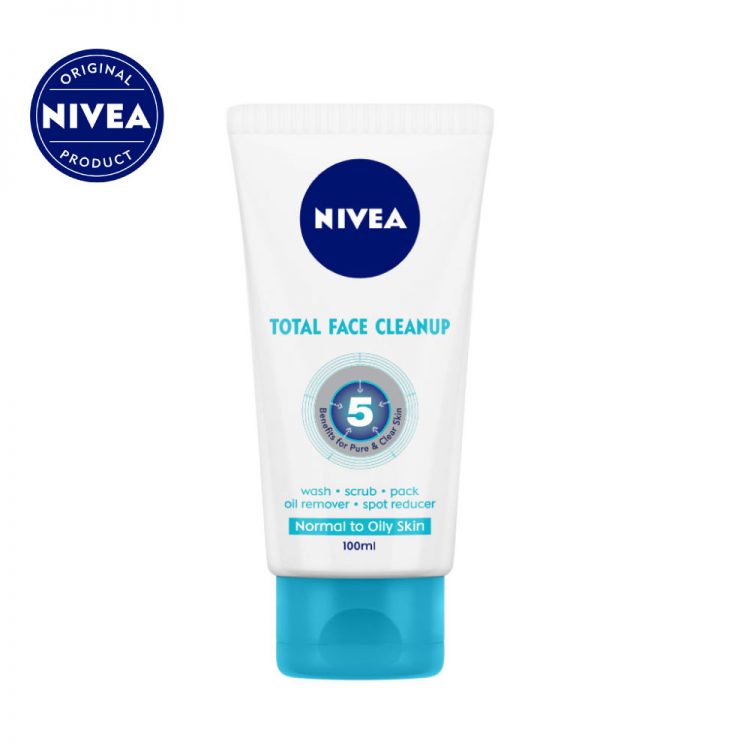 ORIGINAL
NIVEA
PRODUCT
NIVEA
TOTAL FACE CLEANUP
5
Benefits for Pure & Clear Skin
wash • scrub • pack
oil remover • spot reducer
Normal to Oily Skin
100ml